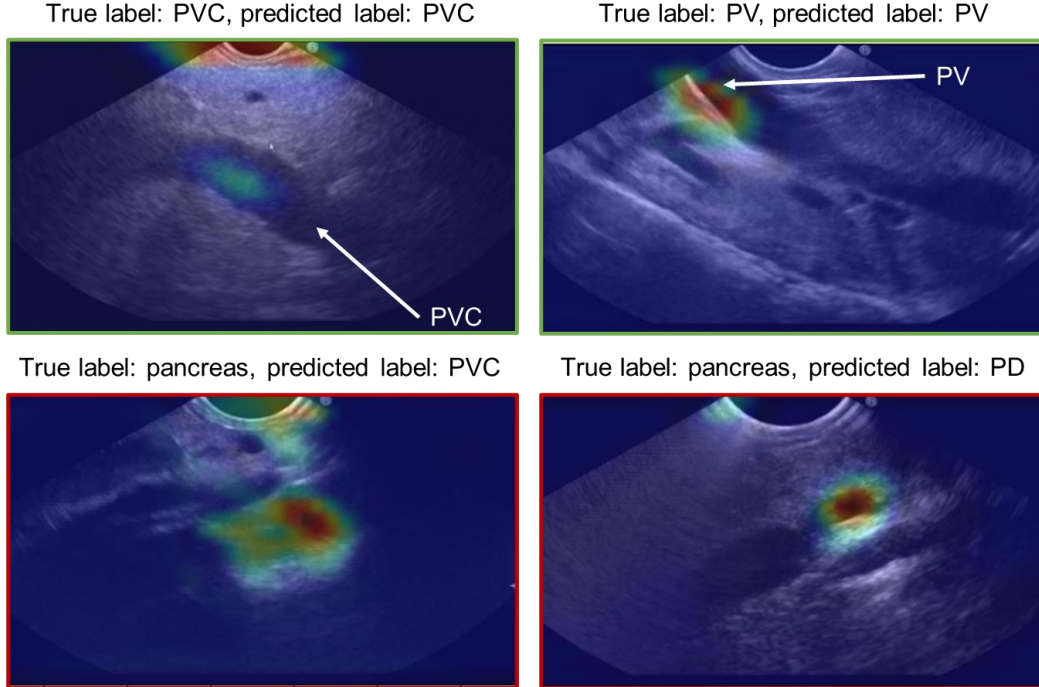 True label: PVC, predicted label: PVC
True label: PV, predicted label: PV
PV
PVC
True label: pancreas, predicted label: PVC
True label: pancreas, predicted label: PD